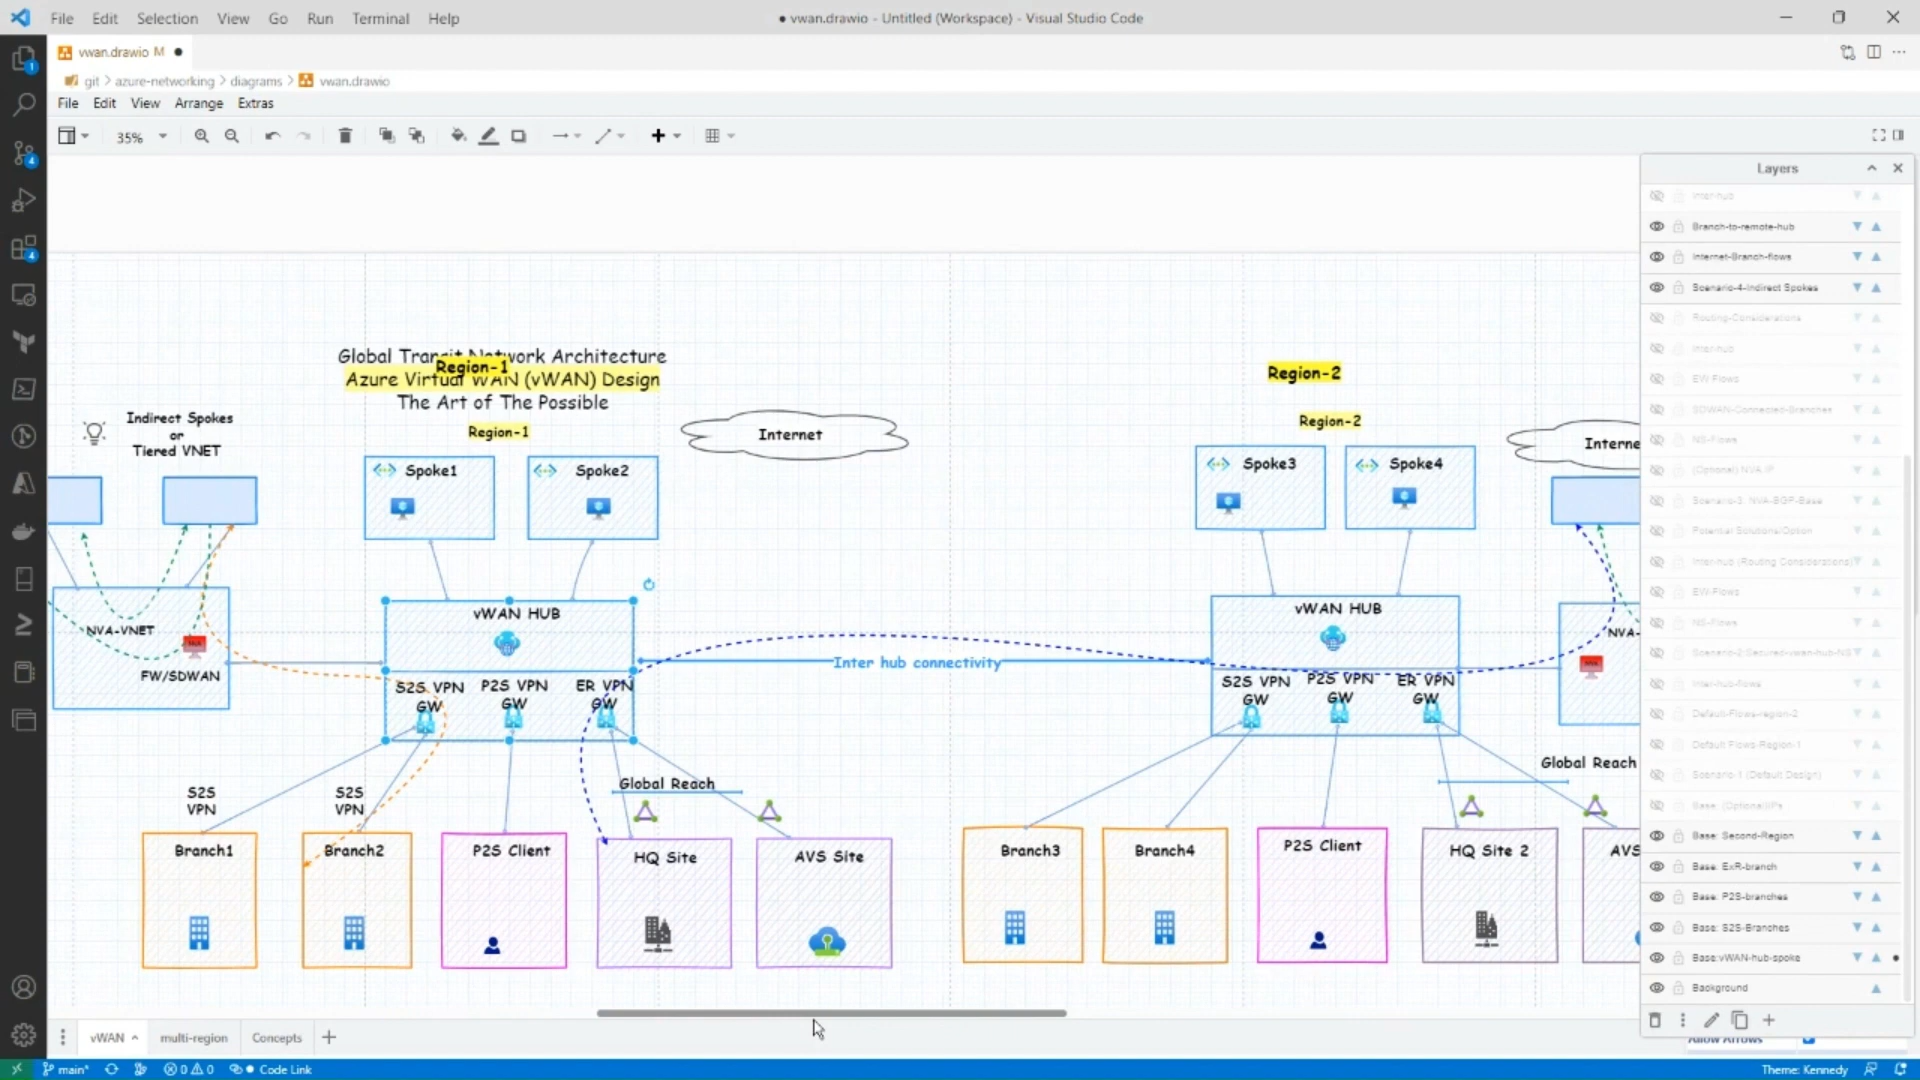 File Edit Selection View Go Run Terminal Help
● vwan.drawio - Untitled (Workspace) - Visual Studio Code
vwan.drawio M ●
git > azure-networking > diagrams > vwan.drawio
File Edit View Arrange Extras
35%
Layers
Inter-hub
Branch-to-remote-hub
Internet-Branch-flows
Scenario-4-Indirect Spokes
Routing-Considerations
Inter-hub
EW Flows
SDWAN-Connected-Branches
NS-Flows
(Optional) NVA IP
Scenario-3: NVA-BGP-Base
Potential Solutions/Option
Inter-hub (Routing Considerations)
EW-Flows
NS-Flows
Scenario-2:Secured-vwan-hub-NS
Inter-hub-flows
Default-Flows-region-2
Default Flows-Region-1
Scenario-1 (Default Design)
Base: (Optional)IPs
Base: Second-Region
Base: ExR-branch
Base: P2S-branches
Base: S2S-Branches
Base:vWAN-hub-spoke
Background
Allow Arrows
Global Transit Network Architecture
Region-1
Azure Virtual WAN (vWAN) Design
The Art of The Possible
Region-1
Region-2
Region-2
Indirect Spokes
or
Tiered VNET
Internet
Interne
Spoke1
Spoke2
Spoke3
Spoke4
NVA-VNET
NVA
FW/SDWAN
vWAN HUB
S2S VPN
GW
P2S VPN
GW
ER VPN
GW
Inter hub connectivity
vWAN HUB
S2S VPN
GW
P2S VPN
GW
ER VPN
GW
NVA-
Global Reach
Global Reach
S2S
VPN
S2S
VPN
Branch1
Branch2
P2S Client
HQ Site
AVS Site
Branch3
Branch4
P2S Client
HQ Site 2
AVS
vWAN
multi-region
Concepts
main*
0 0
Code Link
Theme: Kennedy